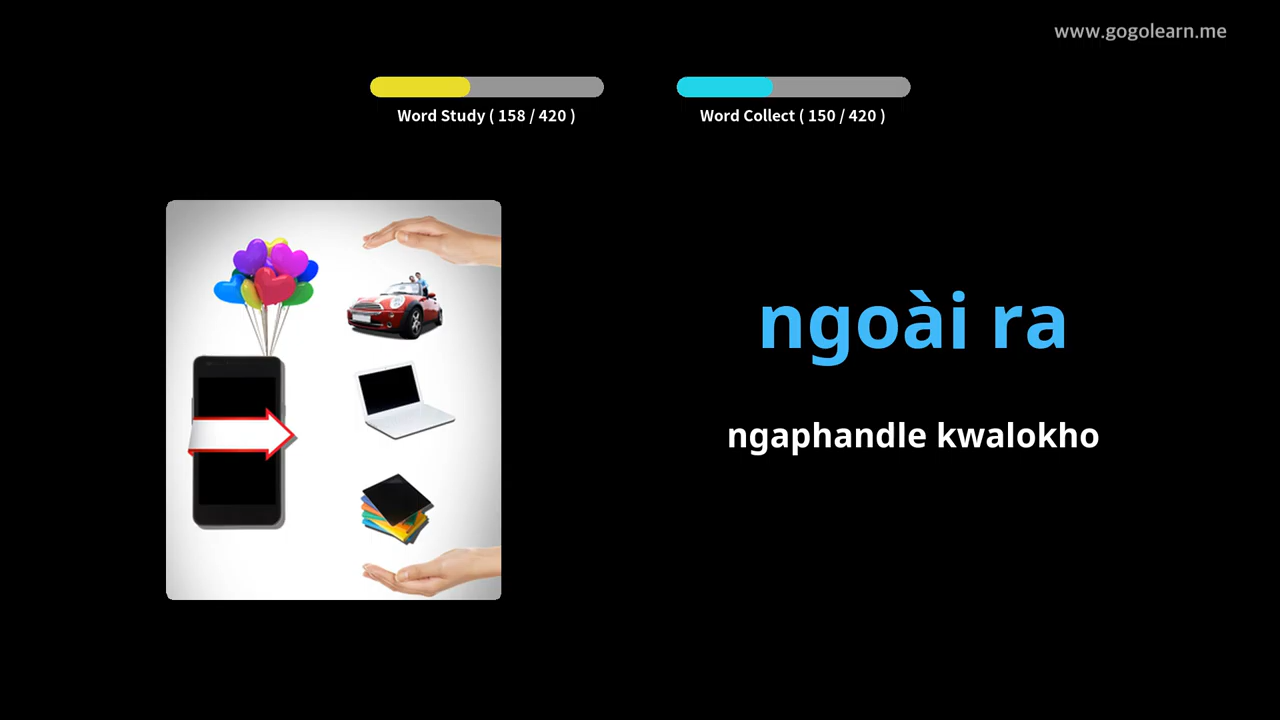 www.gogolearn.me
Word Study ( 158 / 420 )
Word Collect ( 150 / 420 )
ngoài ra
ngaphandle kwalokho